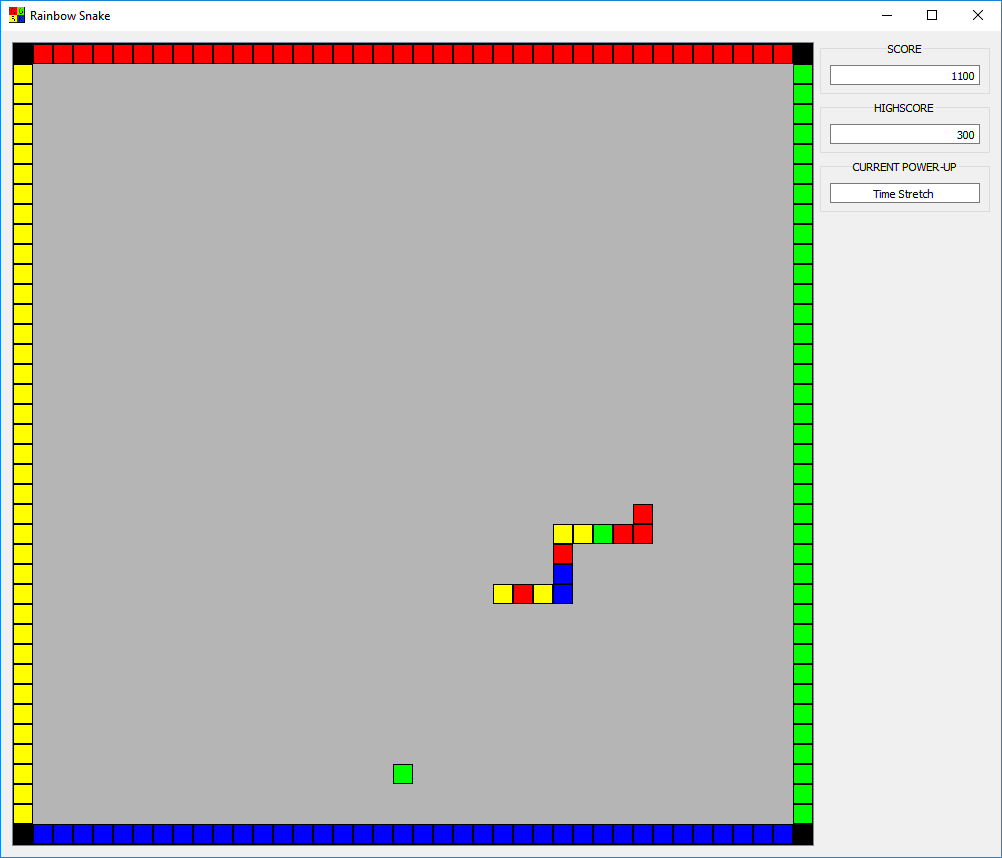 Rainbow Snake
SCORE
1100
HIGHSCORE
300
CURRENT POWER-UP
Time Stretch